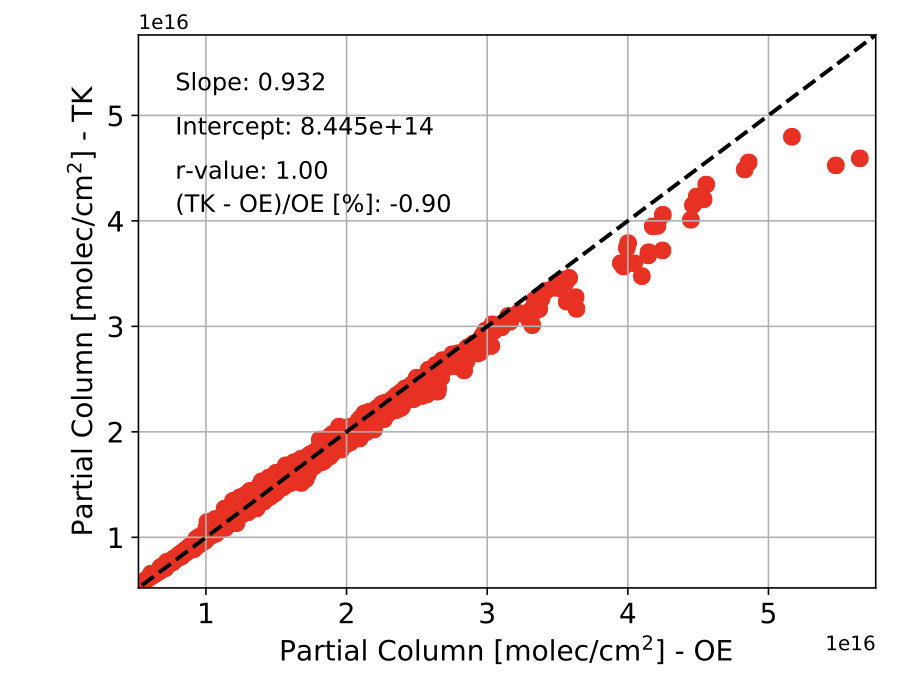 1e16
Slope: 0.932
Intercept: 8.445e+14
r-value: 1.00
(TK - OE)/OE [%]: -0.90
Partial Column [molec/cm²] - TK
5
4
3
2
1
1 2 3 4 5
1e16
Partial Column [molec/cm²] - OE